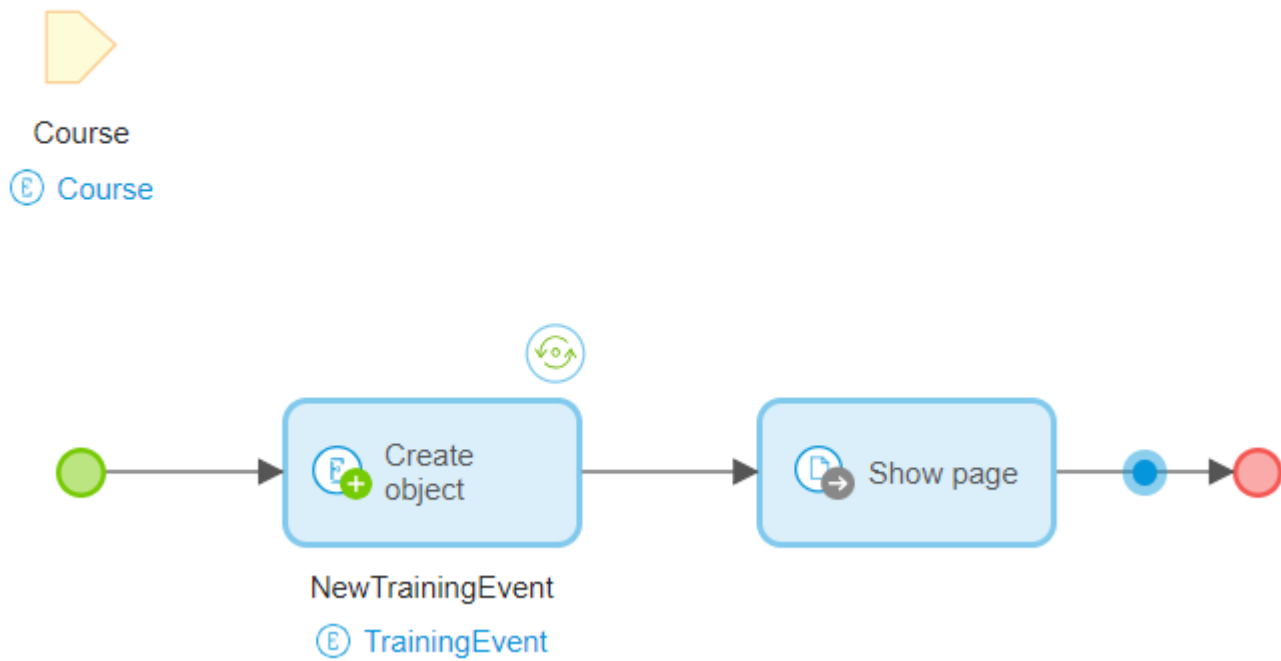 Course
Course
Create
object
Show page
NewTrainingEvent
TrainingEvent